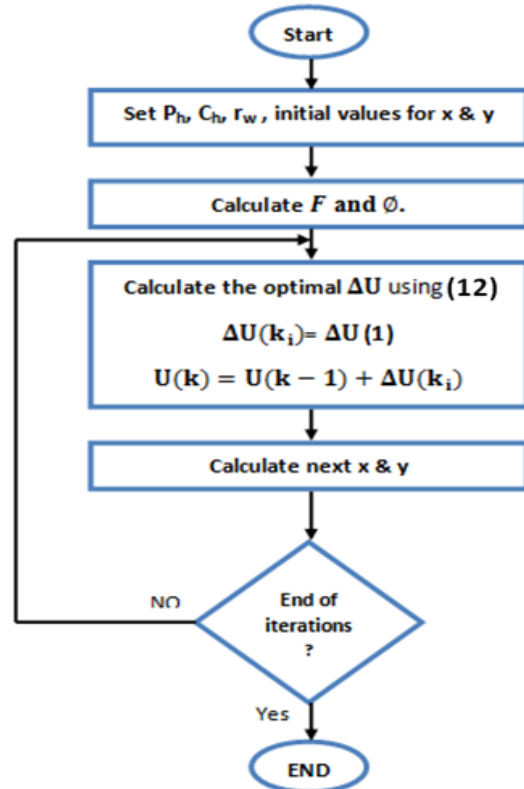 Start
Set Pₕ, Cₕ, r_w, initial values for x & y
Calculate F and Ø.
Calculate the optimal ΔU using (12)
ΔU(kᵢ)= ΔU(1)
U(k) = U(k − 1) + ΔU(kᵢ)
Calculate next x & y
NO
End of
iterations
?
Yes
END